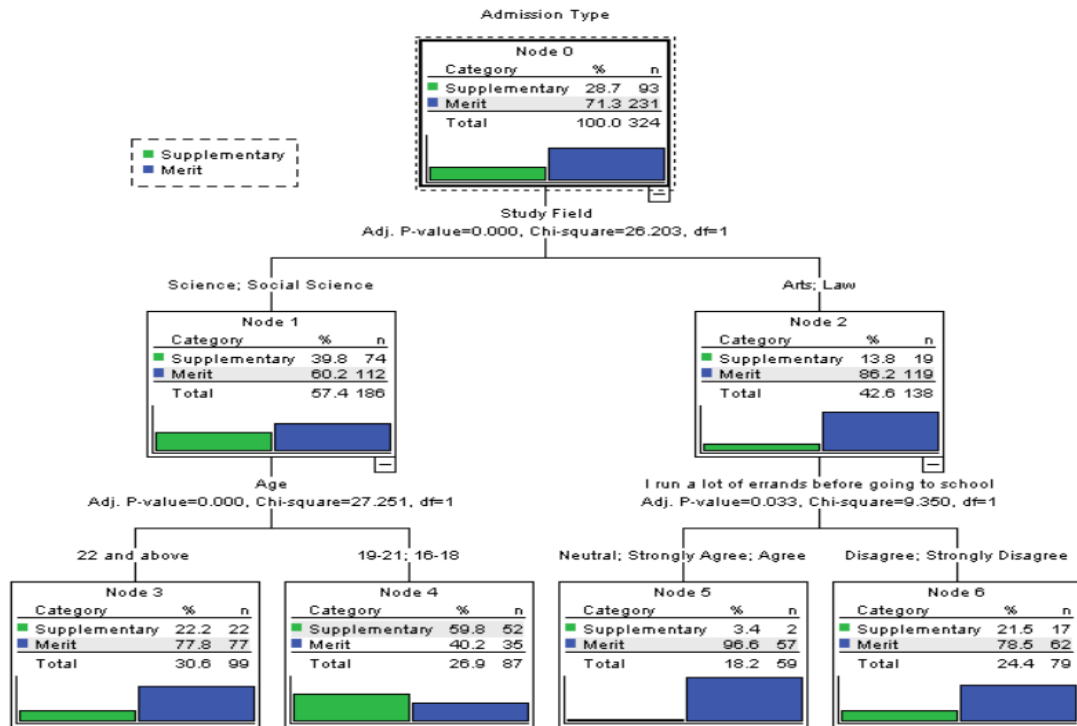 Admission Type
Node 0
Category % n
Supplementary 28.7 93
Merit 71.3 231
Total 100.0 324
Supplementary
Merit
Study Field
Adj. P-value=0.000, Chi-square=26.203, df=1
Science; Social Science
Arts; Law
Node 1
Category % n
Supplementary 39.8 74
Merit 60.2 112
Total 57.4 186
Node 2
Category % n
Supplementary 13.8 19
Merit 86.2 119
Total 42.6 138
Age
Adj. P-value=0.000, Chi-square=27.251, df=1
I run a lot of errands before going to school
Adj. P-value=0.033, Chi-square=9.350, df=1
22 and above
19-21; 16-18
Neutral; Strongly Agree; Agree
Disagree; Strongly Disagree
Node 3
Category % n
Supplementary 22.2 22
Merit 77.8 77
Total 30.6 99
Node 4
Category % n
Supplementary 59.8 52
Merit 40.2 35
Total 26.9 87
Node 5
Category % n
Supplementary 3.4 2
Merit 96.6 57
Total 18.2 59
Node 6
Category % n
Supplementary 21.5 17
Merit 78.5 62
Total 24.4 79